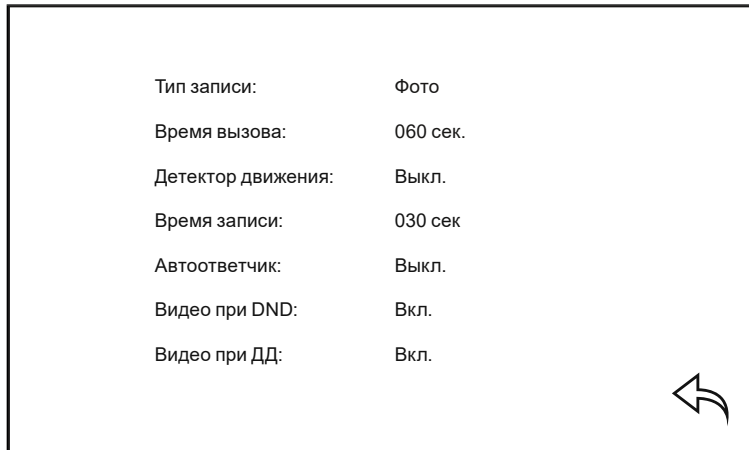 Тип записи: Фото
Время вызова: 060 сек.
Детектор движения: Выкл.
Время записи: 030 сек
Автоответчик: Выкл.
Видео при DND: Вкл.
Видео при ДД: Вкл.